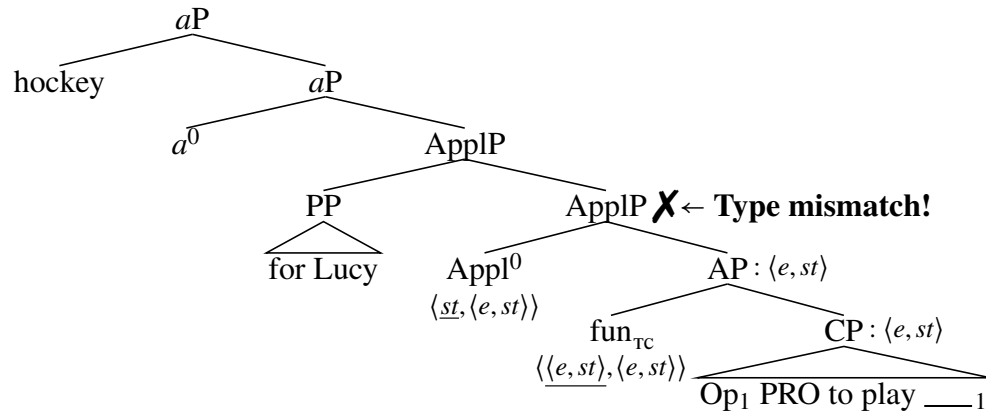 aP
hockey aP
a⁰ ApplP
PP ApplP ✗ ← Type mismatch!
for Lucy Appl⁰ AP : ⟨e, st⟩
⟨st, ⟨e, st⟩⟩ fun_TC CP : ⟨e, st⟩
⟨⟨e, st⟩, ⟨e, st⟩⟩ Op₁ PRO to play ___₁